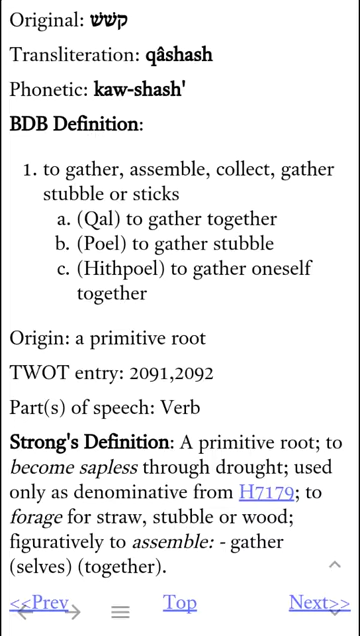 Original: קשׁשׁ
Transliteration: qâshash
Phonetic: kaw-shash'
BDB Definition:
1. to gather, assemble, collect, gather
stubble or sticks
a. (Qal) to gather together
b. (Poel) to gather stubble
c. (Hithpoel) to gather oneself
together
Origin: a primitive root
TWOT entry: 2091,2092
Part(s) of speech: Verb
Strong's Definition: A primitive root; to
become sapless through drought; used
only as denominative from H7179; to
forage for straw, stubble or wood;
figuratively to assemble: - gather
(selves) (together).
<<Prev Top Next>>